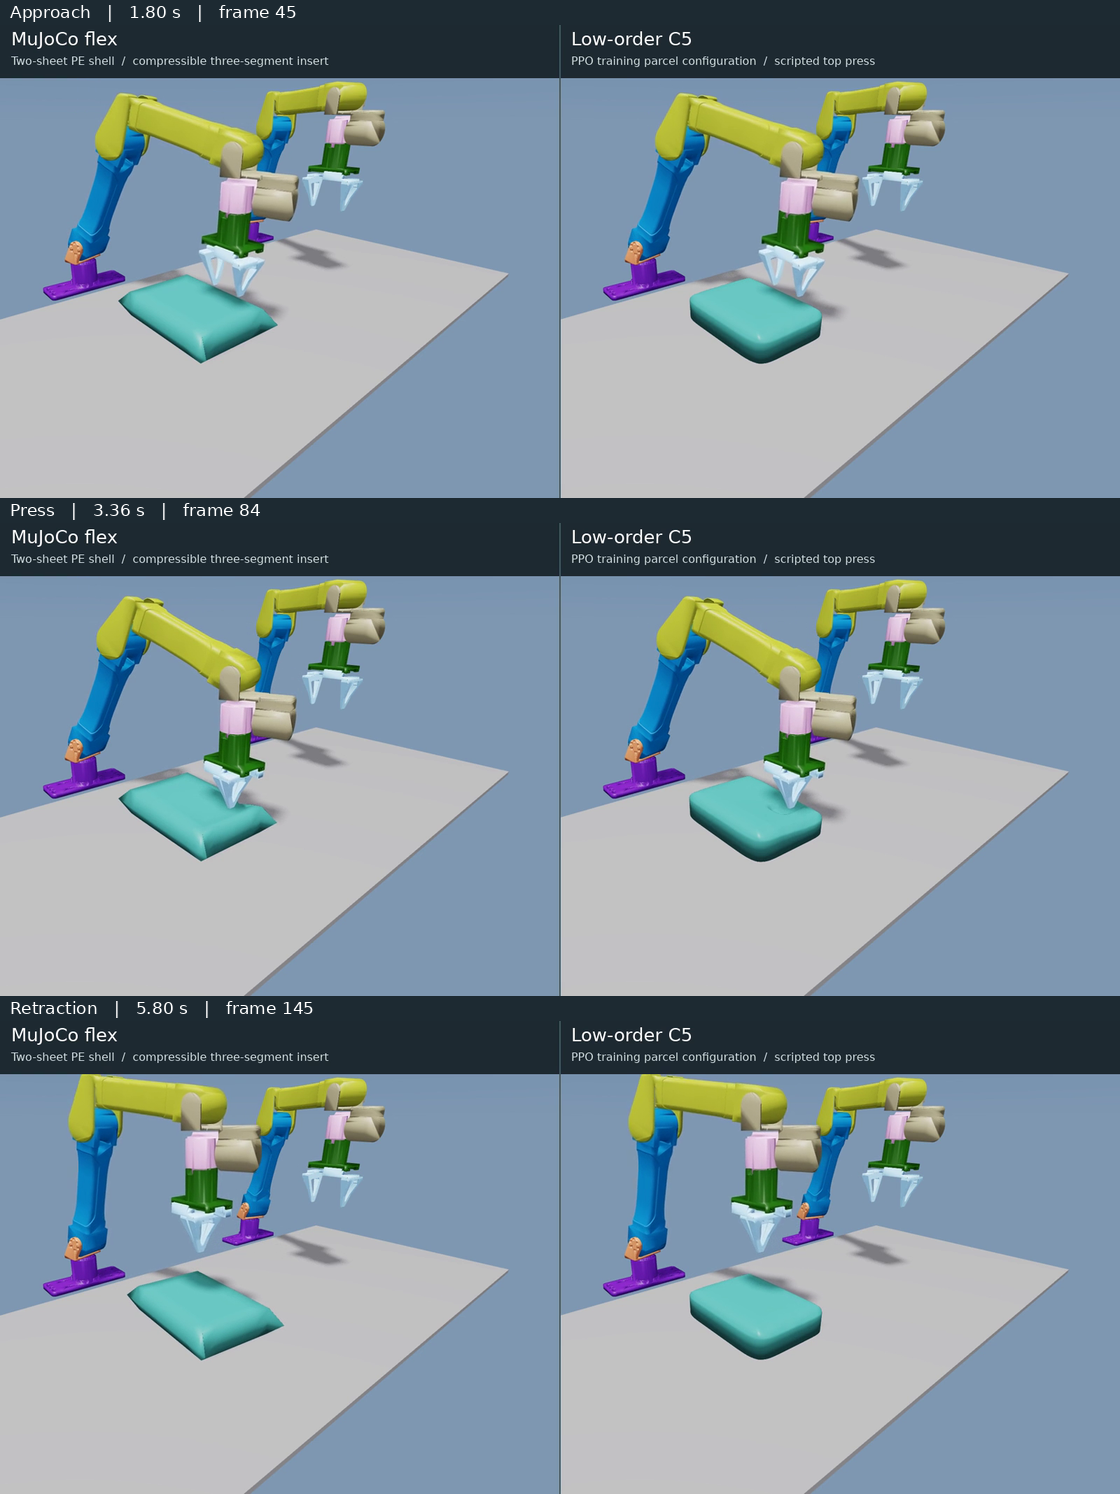 Approach | 1.80 s | frame 45
MuJoCo flex
Two-sheet PE shell / compressible three-segment insert
Low-order C5
PPO training parcel configuration / scripted top press
Press | 3.36 s | frame 84
MuJoCo flex
Two-sheet PE shell / compressible three-segment insert
Low-order C5
PPO training parcel configuration / scripted top press
Retraction | 5.80 s | frame 145
MuJoCo flex
Two-sheet PE shell / compressible three-segment insert
Low-order C5
PPO training parcel configuration / scripted top press